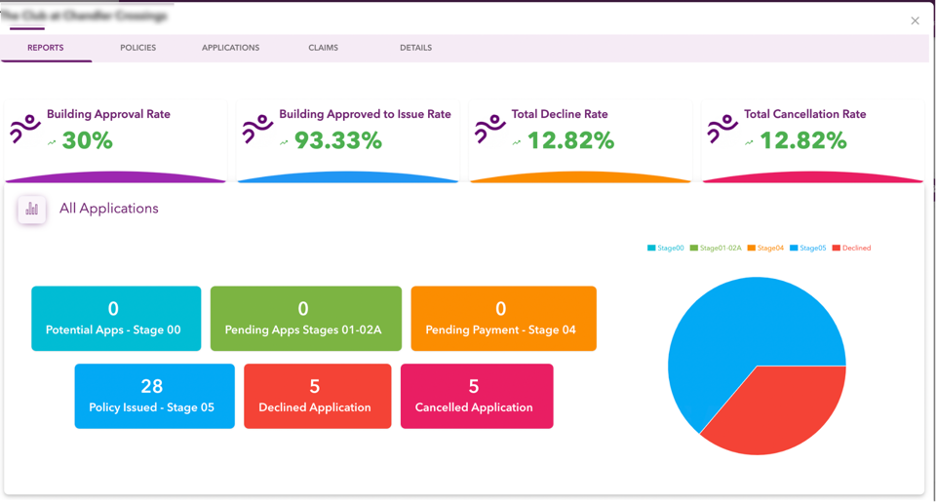 The Club at Chandler Crossings
×
REPORTS POLICIES APPLICATIONS CLAIMS DETAILS
Building Approval Rate Building Approved to Issue Rate Total Decline Rate Total Cancellation Rate
30% 93.33% 12.82% 12.82%
All Applications
Stage00 Stage01-02A Stage04 Stage05 Declined
0 0 0
Potential Apps - Stage 00 Pending Apps Stages 01-02A Pending Payment - Stage 04
28 5 5
Policy Issued - Stage 05 Declined Application Cancelled Application